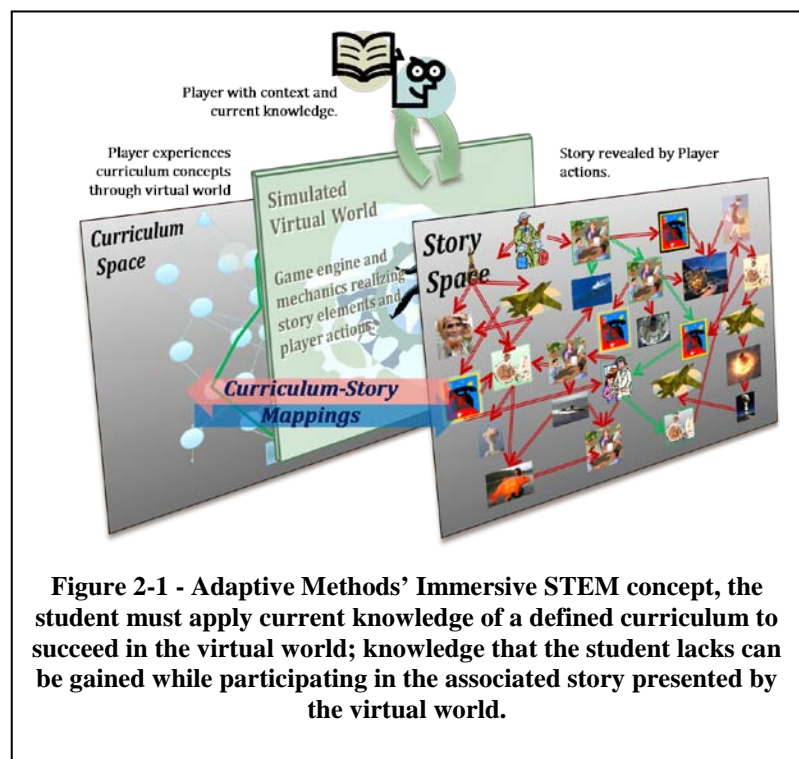 Player with context and
current knowledge.
Player experiences
curriculum concepts
through virtual world
Story revealed by Player
actions.
Curriculum
Space
Simulated
Virtual World
Game engine and
mechanics realizing
story elements and
player actions.
Story
Space
Curriculum-Story
Mappings
Figure 2-1 - Adaptive Methods’ Immersive STEM concept, the
student must apply current knowledge of a defined curriculum to
succeed in the virtual world; knowledge that the student lacks can
be gained while participating in the associated story presented by
the virtual world.